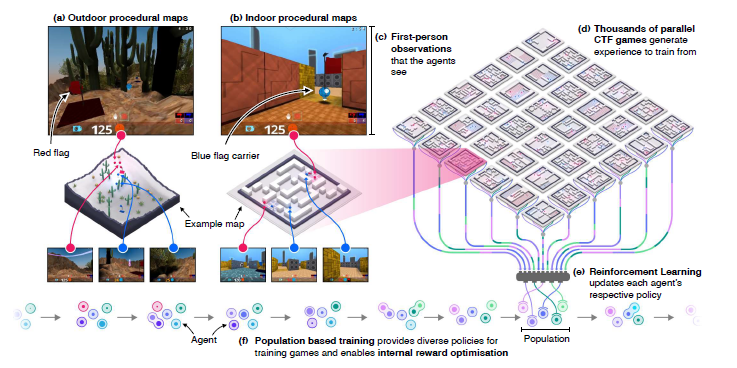 (a) Outdoor procedural maps
(b) Indoor procedural maps
(c) First-person
observations
that the agents
see
(d) Thousands of parallel
CTF games generate
experience to train from
125
125
Red flag
Blue flag carrier
Example map
(e) Reinforcement Learning
updates each agent's
respective policy
Agent
(f) Population based training provides diverse policies for
training games and enables internal reward optimisation
Population